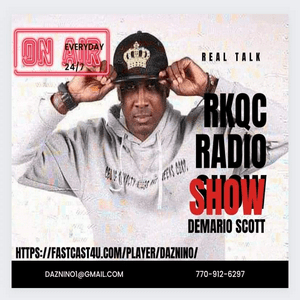 ON AIR
EVERYDAY
24/7
REAL TALK
RKQC
RADIO
SHOW
DEMARIO SCOTT
HTTPS://FASTCAST4U.COM/PLAYER/DAZNINO/
DAZNINO1@GMAIL.COM
770-912-6297